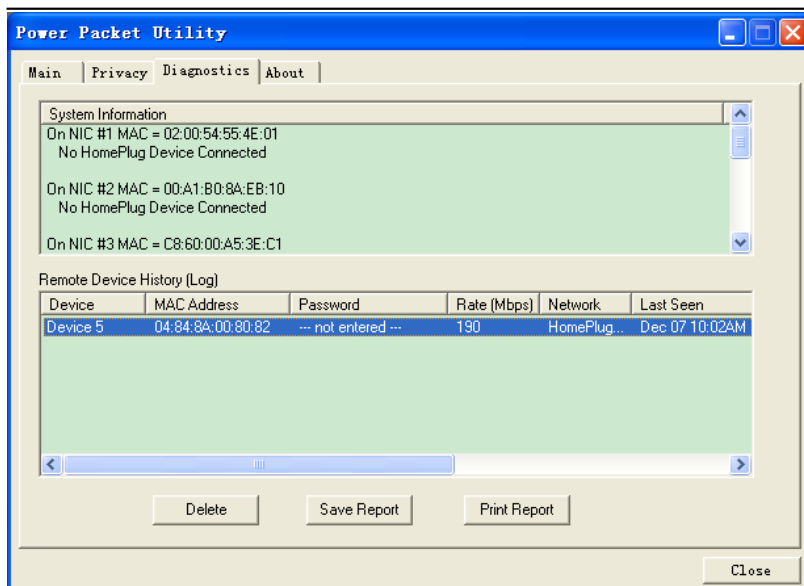 Power Packet Utility
Main Privacy Diagnostics About
System Information
On NIC #1 MAC = 02:00:54:55:4E:01
No HomePlug Device Connected
On NIC #2 MAC = 00:A1:B0:8A:EB:10
No HomePlug Device Connected
On NIC #3 MAC = C8:60:00:A5:3E:C1
Remote Device History (Log)
Device MAC Address Password Rate (Mbps) Network Last Seen
Device 5 04:84:8A:00:80:82 --- not entered --- 190 HomePlug... Dec 07 10:02AM
Delete Save Report Print Report
Close